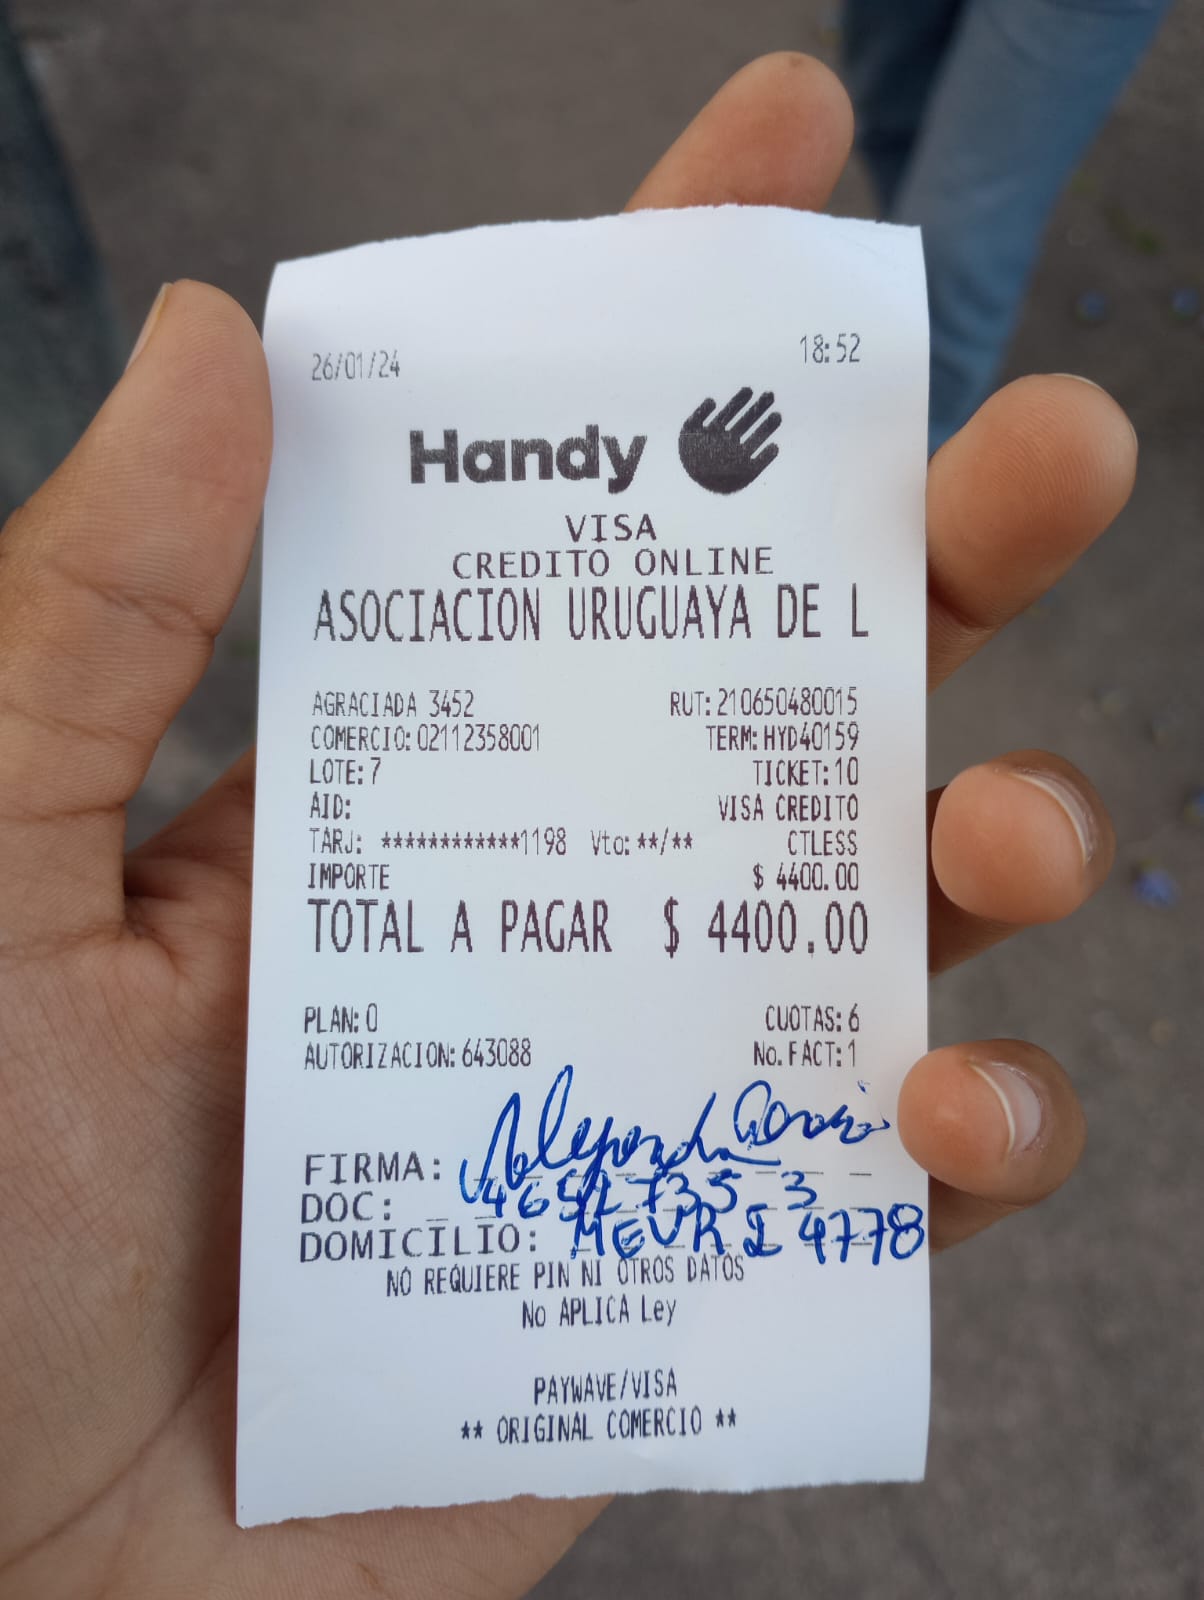 26/01/24 18:52
Handy
VISA
CREDITO ONLINE
ASOCIACION URUGUAYA DE L
AGRACIADA 3452 RUT: 210650480015
COMERCIO: 02112358001 TERM: HYD40159
LOTE: 7 TICKET: 10
AID: VISA CREDITO
TARJ: ************1198 Vto: **/** CTLESS
IMPORTE $ 4400.00
TOTAL A PAGAR $ 4400.00
PLAN: 0 CUOTAS: 6
AUTORIZACION: 643088 No. FACT: 1
FIRMA:
DOC:
DOMICILIO: 4778
NO REQUIERE PIN NI OTROS DATOS
No APLICA Ley
PAYWAVE/VISA
** ORIGINAL COMERCIO **